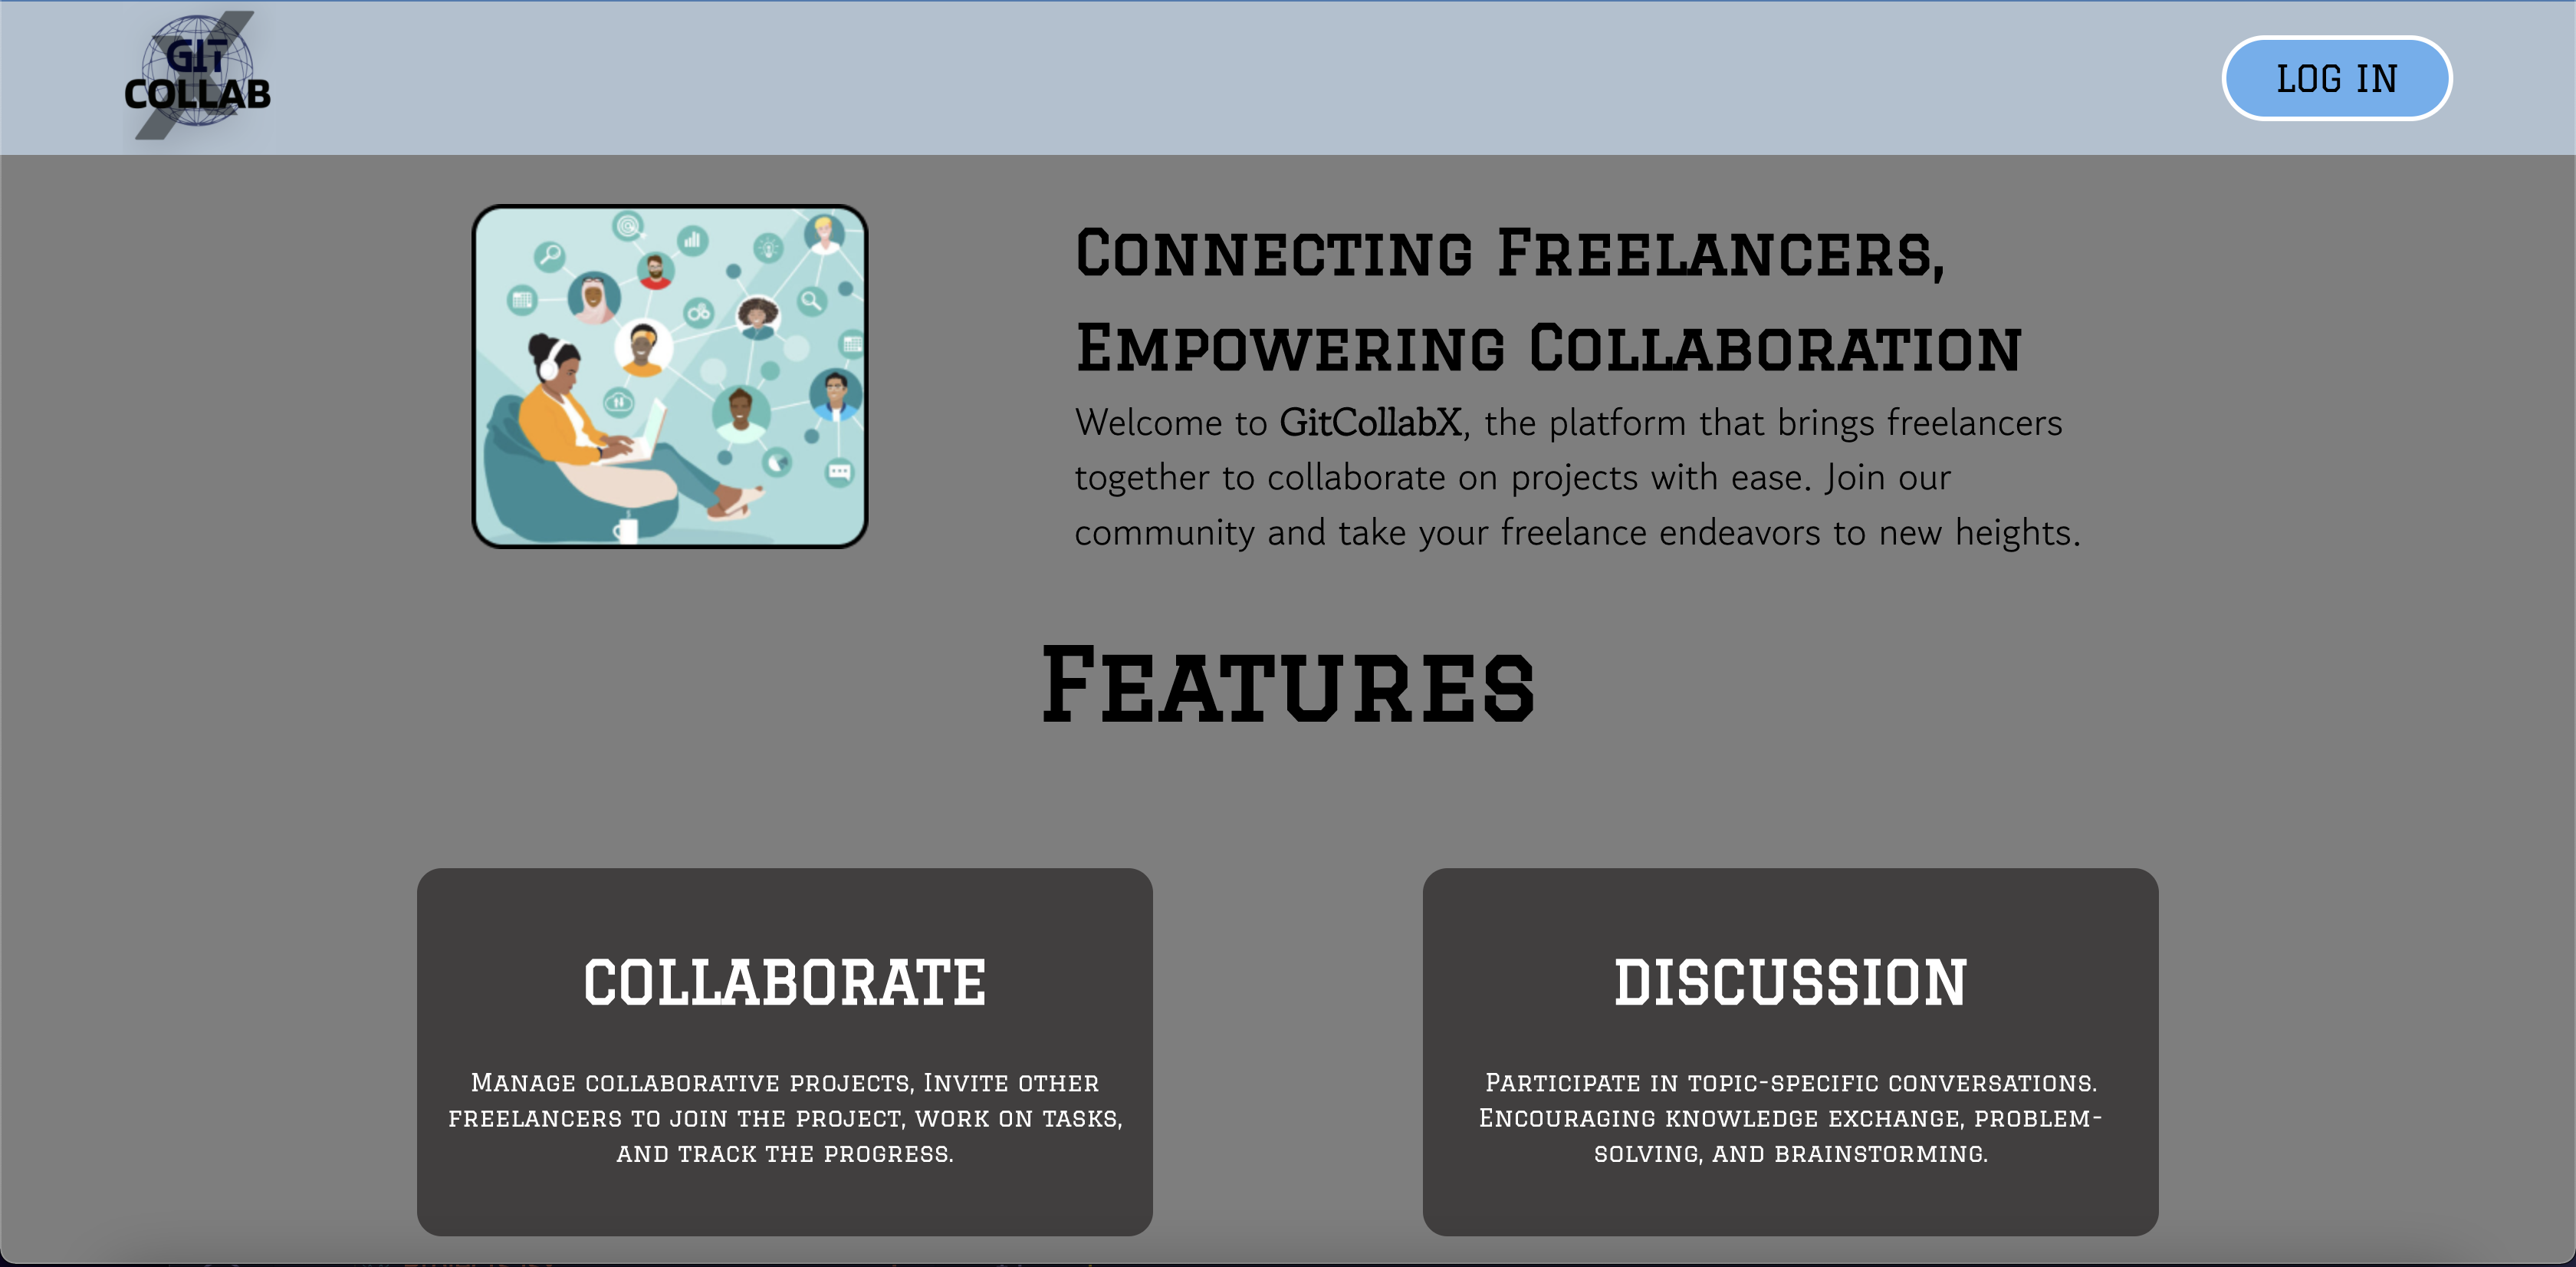 GIT
COLLAB
LOG IN
Connecting Freelancers,
Empowering Collaboration
Welcome to GitCollabX, the platform that brings freelancers
together to collaborate on projects with ease. Join our
community and take your freelance endeavors to new heights.
Features
COLLABORATE
Manage collaborative projects, Invite other
freelancers to join the project, work on tasks,
and track the progress.
DISCUSSION
Participate in topic-specific conversations.
Encouraging knowledge exchange, problem-
solving, and brainstorming.